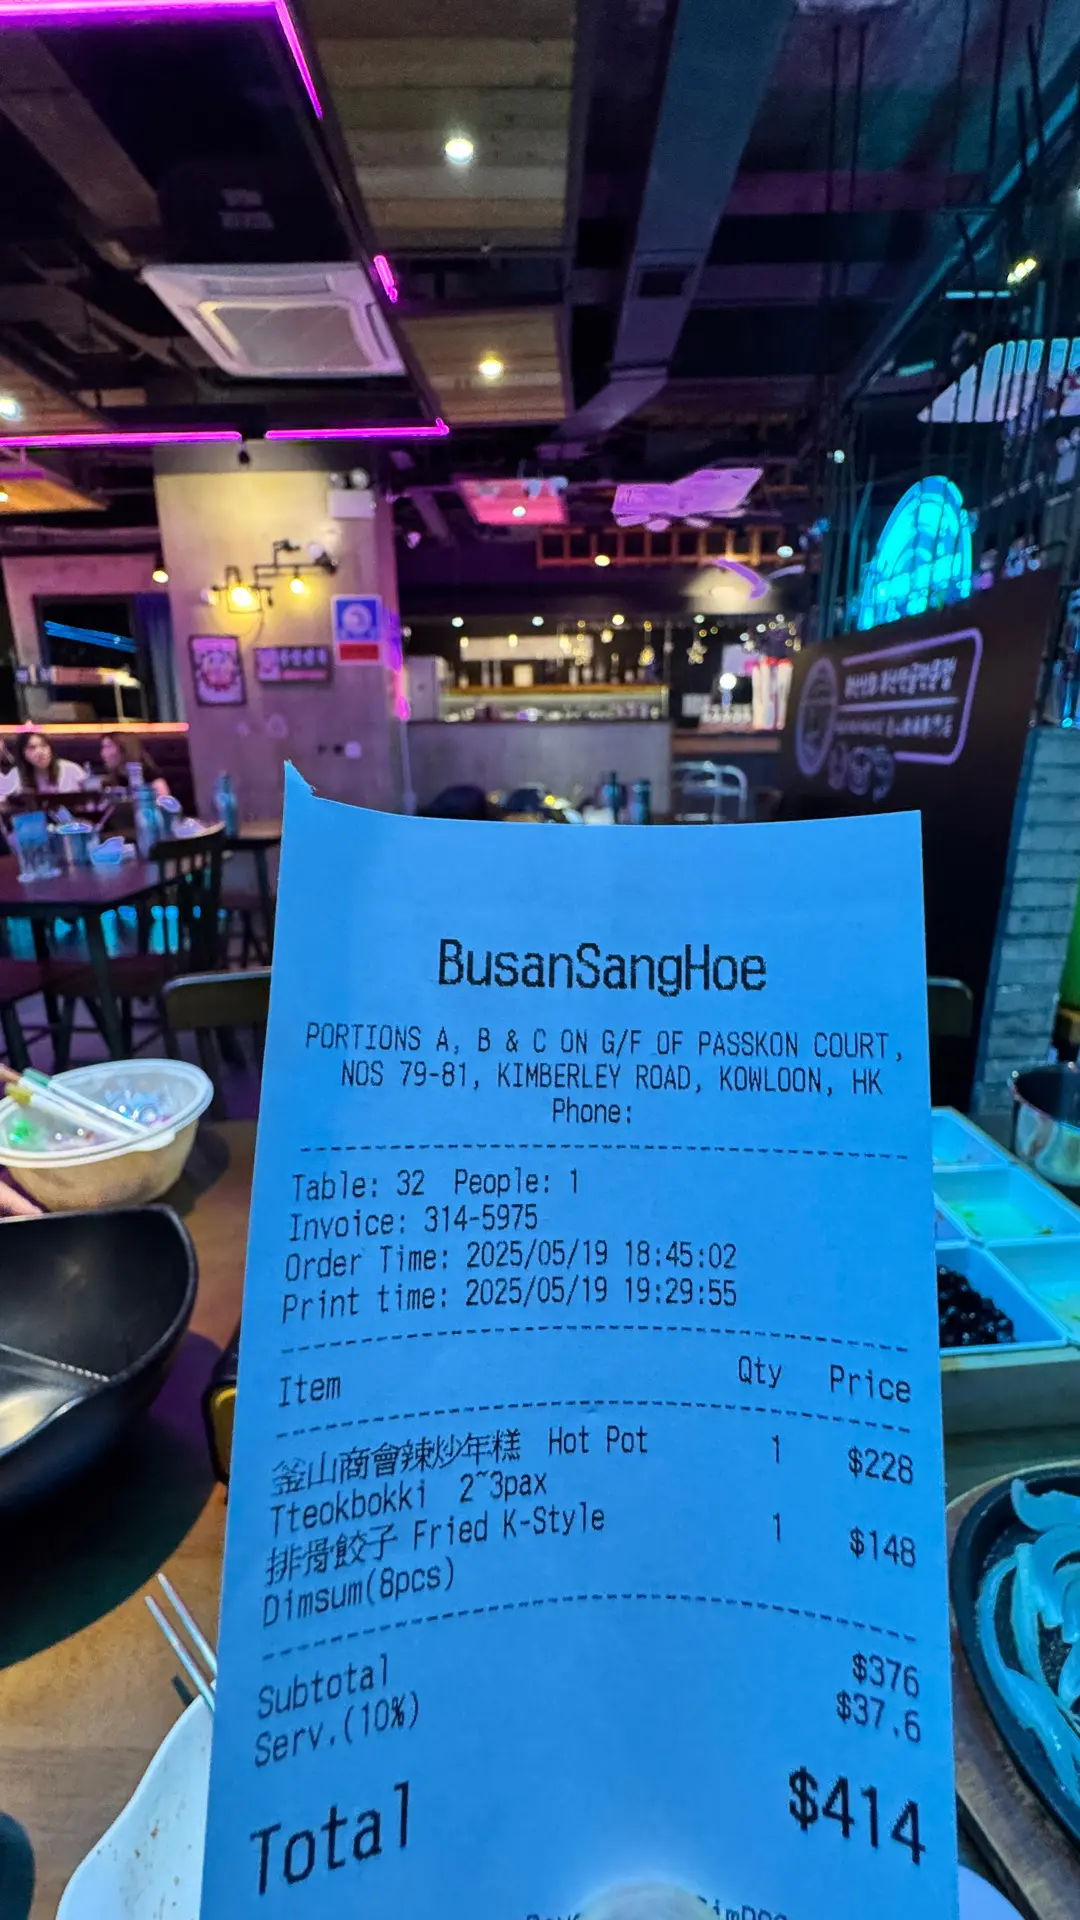 BusanSangHoe
PORTIONS A, B & C ON G/F OF PASSKON COURT,
NOS 79-81, KIMBERLEY ROAD, KOWLOON, HK
Phone:
Table: 32 People: 1
Invoice: 314-5975
Order Time: 2025/05/19 18:45:02
Print time: 2025/05/19 19:29:55
Item Qty Price
釜山商會辣炒年糕 Hot Pot 1 $228
Tteokbokki 2~3pax
排骨餃子 Fried K-Style 1 $148
Dimsum(8pcs)
Subtotal $376
Serv.(10%) $37.6
Total $414